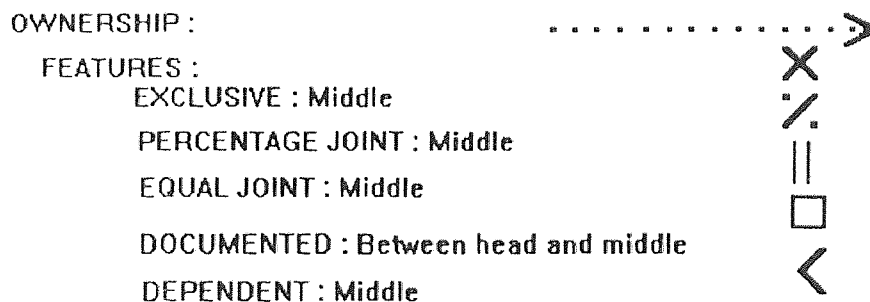 OWNERSHIP :
FEATURES :
EXCLUSIVE : Middle
PERCENTAGE JOINT : Middle
EQUAL JOINT : Middle
DOCUMENTED : Between head and middle
DEPENDENT : Middle